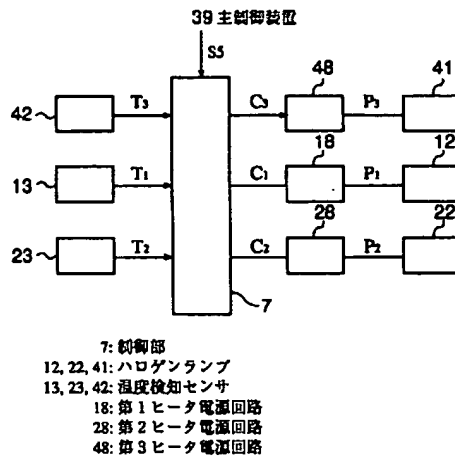 39 主制御装置
S5
48
41
42
T3
C3
P3
18
12
13
T1
C1
P1
28
22
23
T2
C2
P2
7
7: 制御部
12, 22, 41: ハロゲンランプ
13, 23, 42: 温度検知センサ
18: 第1ヒータ電源回路
28: 第2ヒータ電源回路
48: 第3ヒータ電源回路